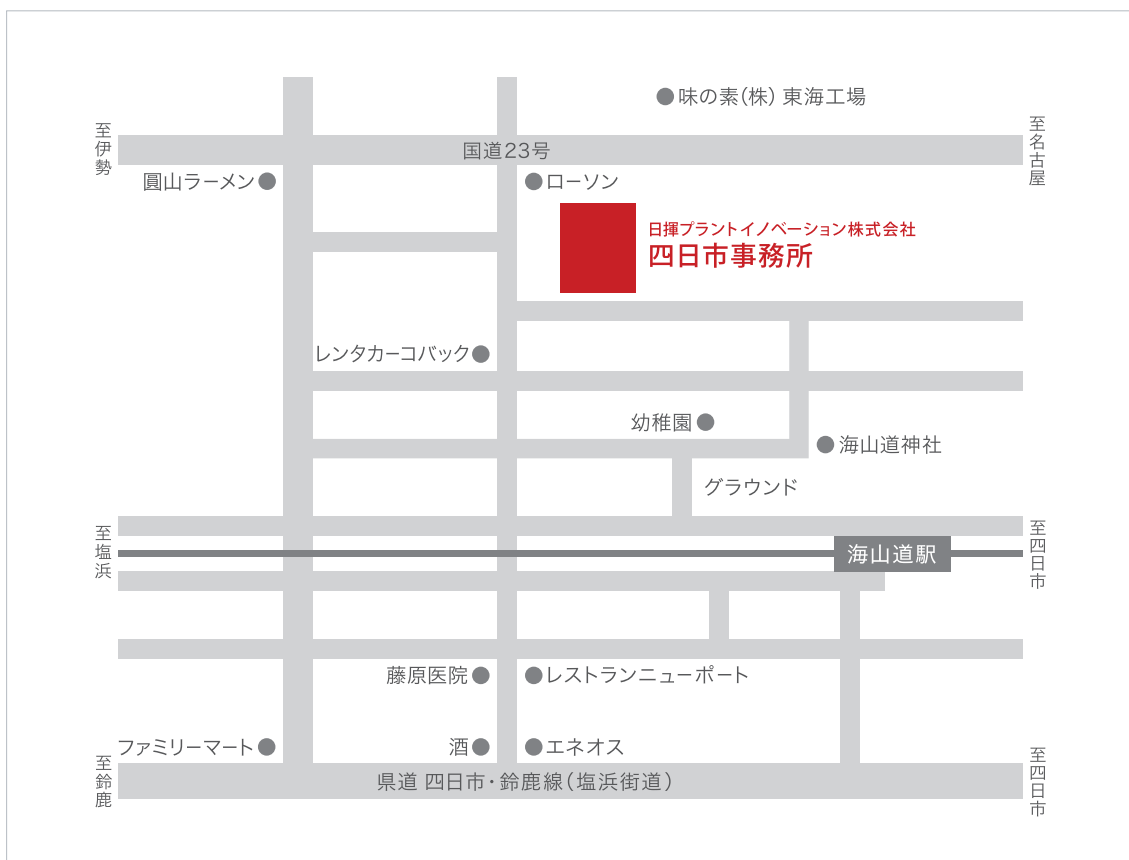 味の素(株) 東海工場
至伊勢
国道23号
至名古屋
圓山ラーメン
ローソン
日揮プラントイノベーション株式会社
四日市事務所
レンタカーコバック
幼稚園
海山道神社
グラウンド
至塩浜
海山道駅
至四日市
藤原医院
レストランニューポート
ファミリーマート
酒
エネオス
至鈴鹿
県道 四日市・鈴鹿線(塩浜街道)
至四日市